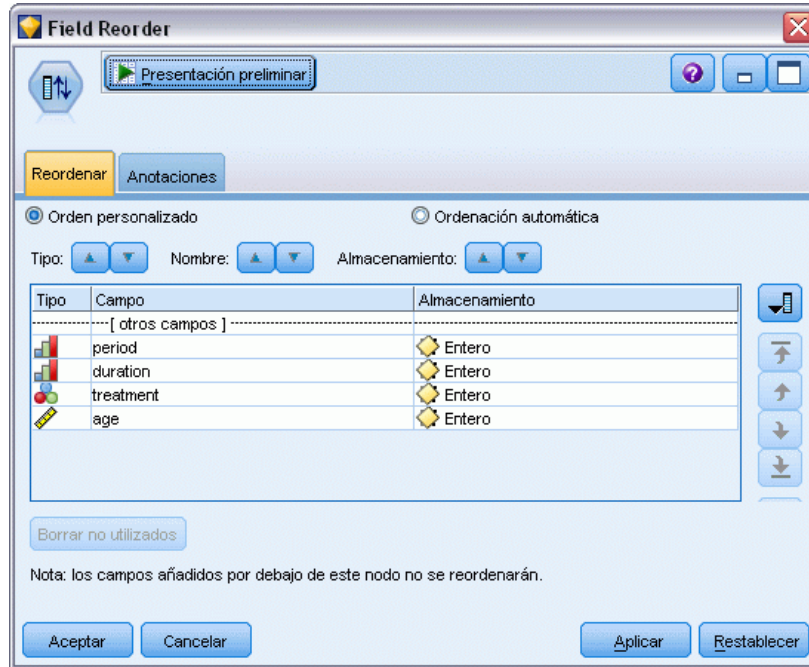 Field Reorder
Presentación preliminar
?
Reordenar Anotaciones
Orden personalizado Ordenación automática
Tipo: Nombre: Almacenamiento:
Tipo Campo Almacenamiento
[ otros campos ]
period Entero
duration Entero
treatment Entero
age Entero
Borrar no utilizados
Nota: los campos añadidos por debajo de este nodo no se reordenarán.
Aceptar Cancelar Aplicar Restablecer